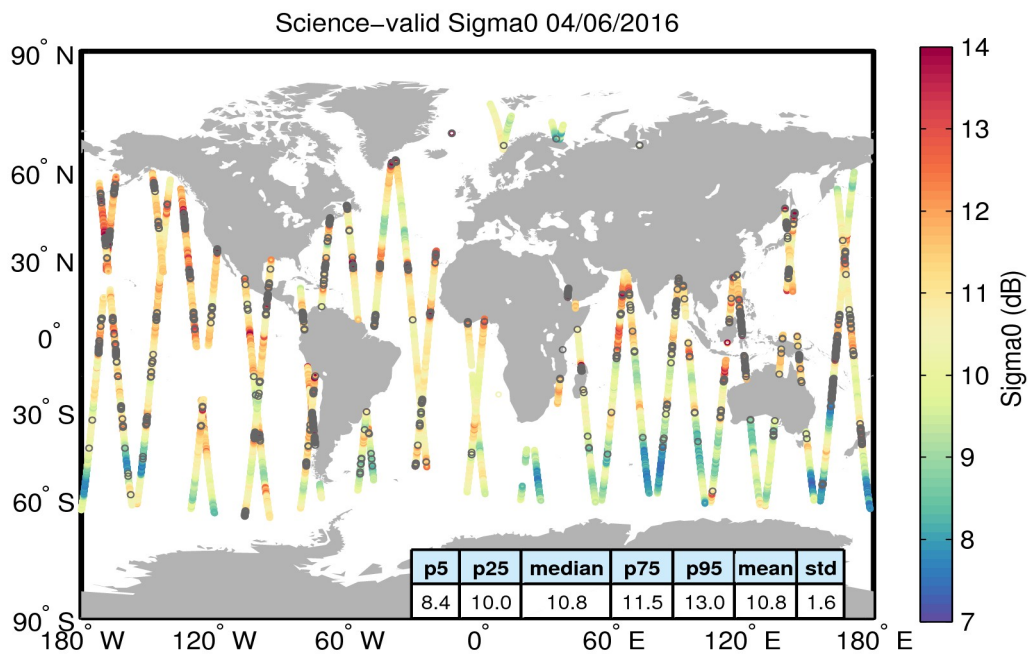 Science−valid Sigma0 04/06/2016
90° N
60° N
30° N
0°
30° S
60° S
90° S
180° W
120° W
60° W
0°
60° E
120° E
180° E
p5 p25 median p75 p95 mean std
8.4 10.0 10.8 11.5 13.0 10.8 1.6
14
13
12
11
10
9
8
7
Sigma0 (dB)